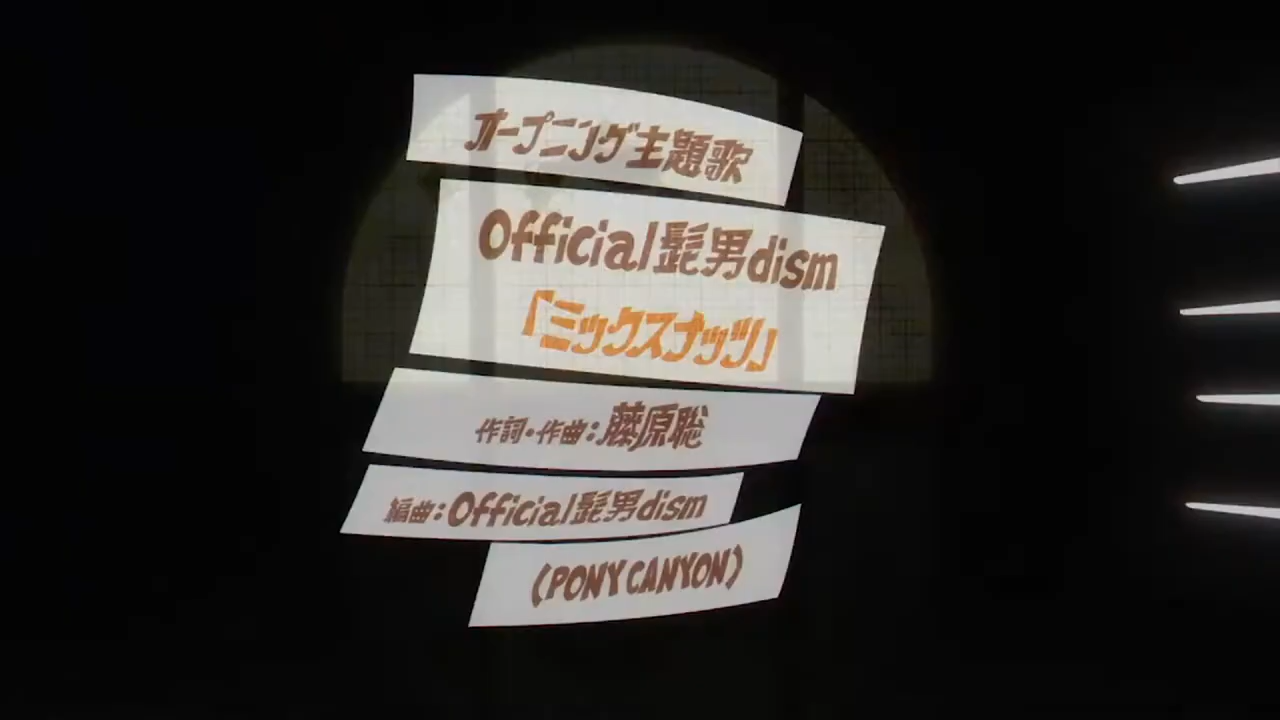 オープニング主題歌
Official髭男dism
「ミックスナッツ」
作詞・作曲：藤原聡
編曲：Official髭男dism
(PONY CANYON)